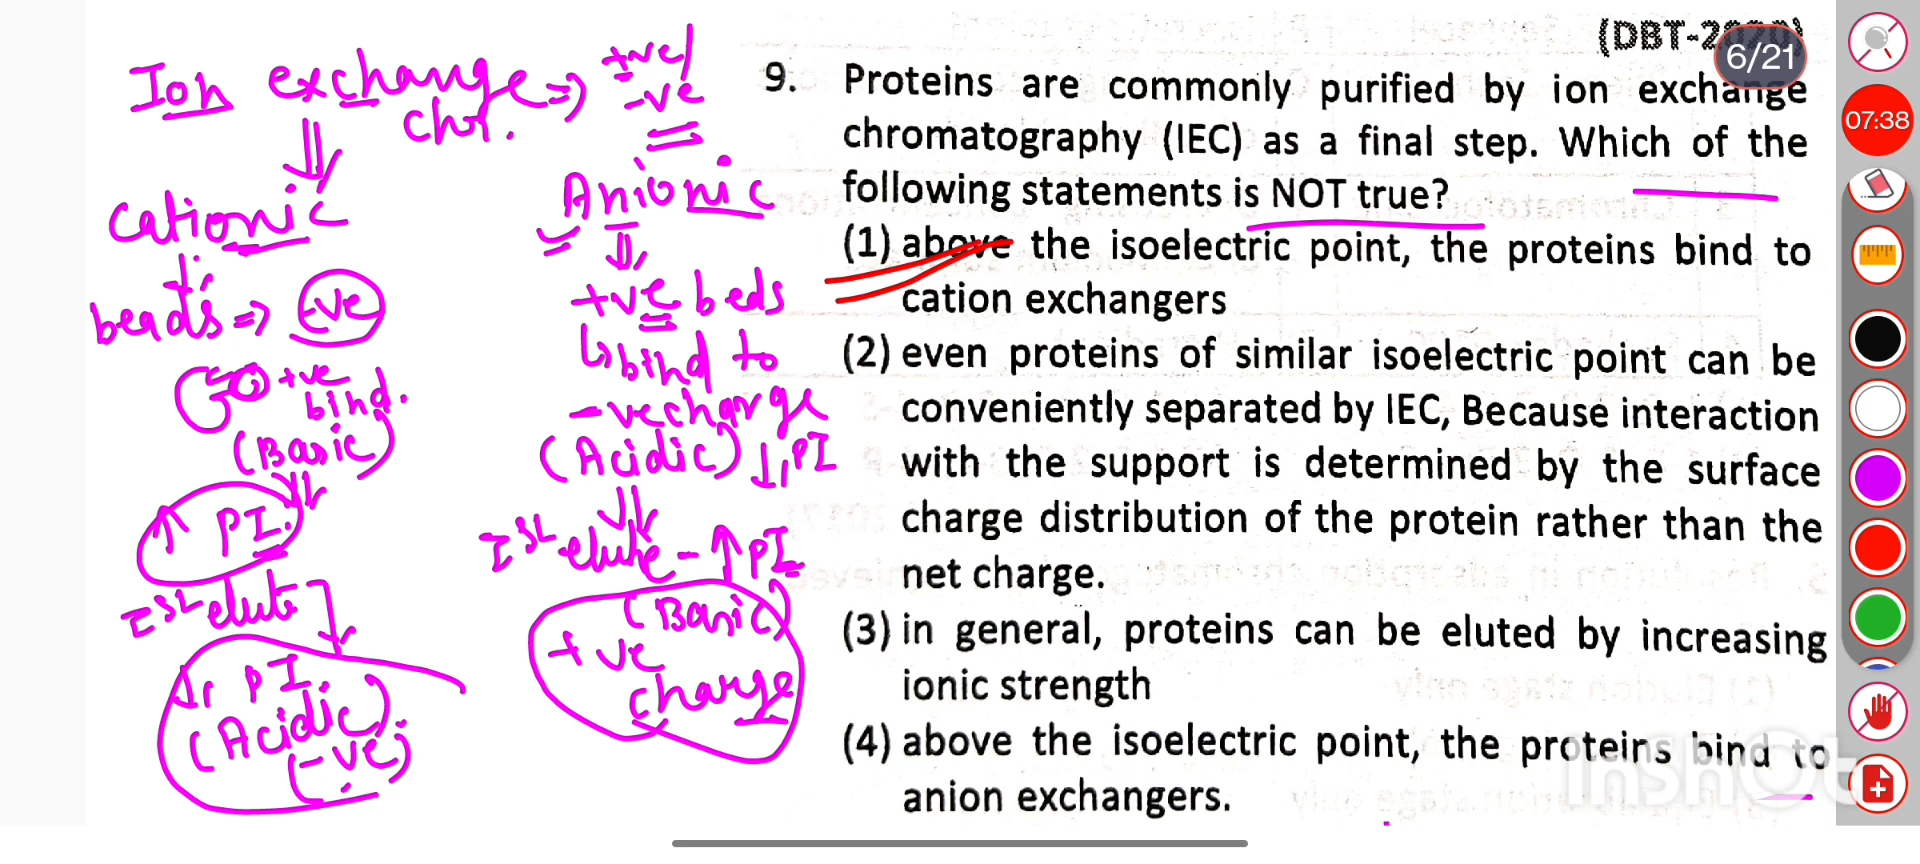 (DBT-2020)
6/21
07:38
Ion exchange => +ve/
chr. -ve
Cationic
Anionic
beads => -ve
+ve beds
bind to
-ve charge
(Acidic) ↓ PI
+ve
bind.
(Basic)
↑ PI.
Ist elute
↓ PI.
(Acidic)
(-ve)
Ist elute - ↑ PI
(Basic)
+ve
charge
9. Proteins are commonly purified by ion exchange
chromatography (IEC) as a final step. Which of the
following statements is NOT true?
(1) above the isoelectric point, the proteins bind to
cation exchangers
(2) even proteins of similar isoelectric point can be
conveniently separated by IEC, Because interaction
with the support is determined by the surface
charge distribution of the protein rather than the
net charge.
(3) in general, proteins can be eluted by increasing
ionic strength
(4) above the isoelectric point, the proteins bind to
anion exchangers.
InShOt